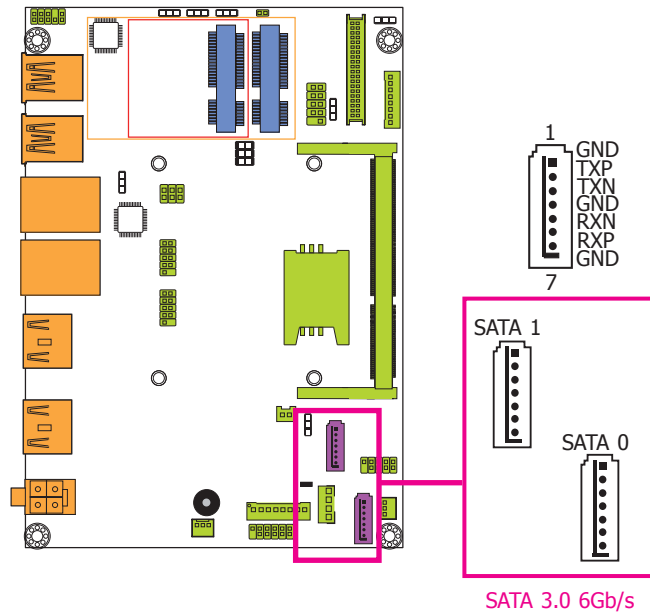 1
GND
TXP
TXN
GND
RXN
RXP
GND
7
SATA 1
SATA 0
SATA 3.0 6Gb/s